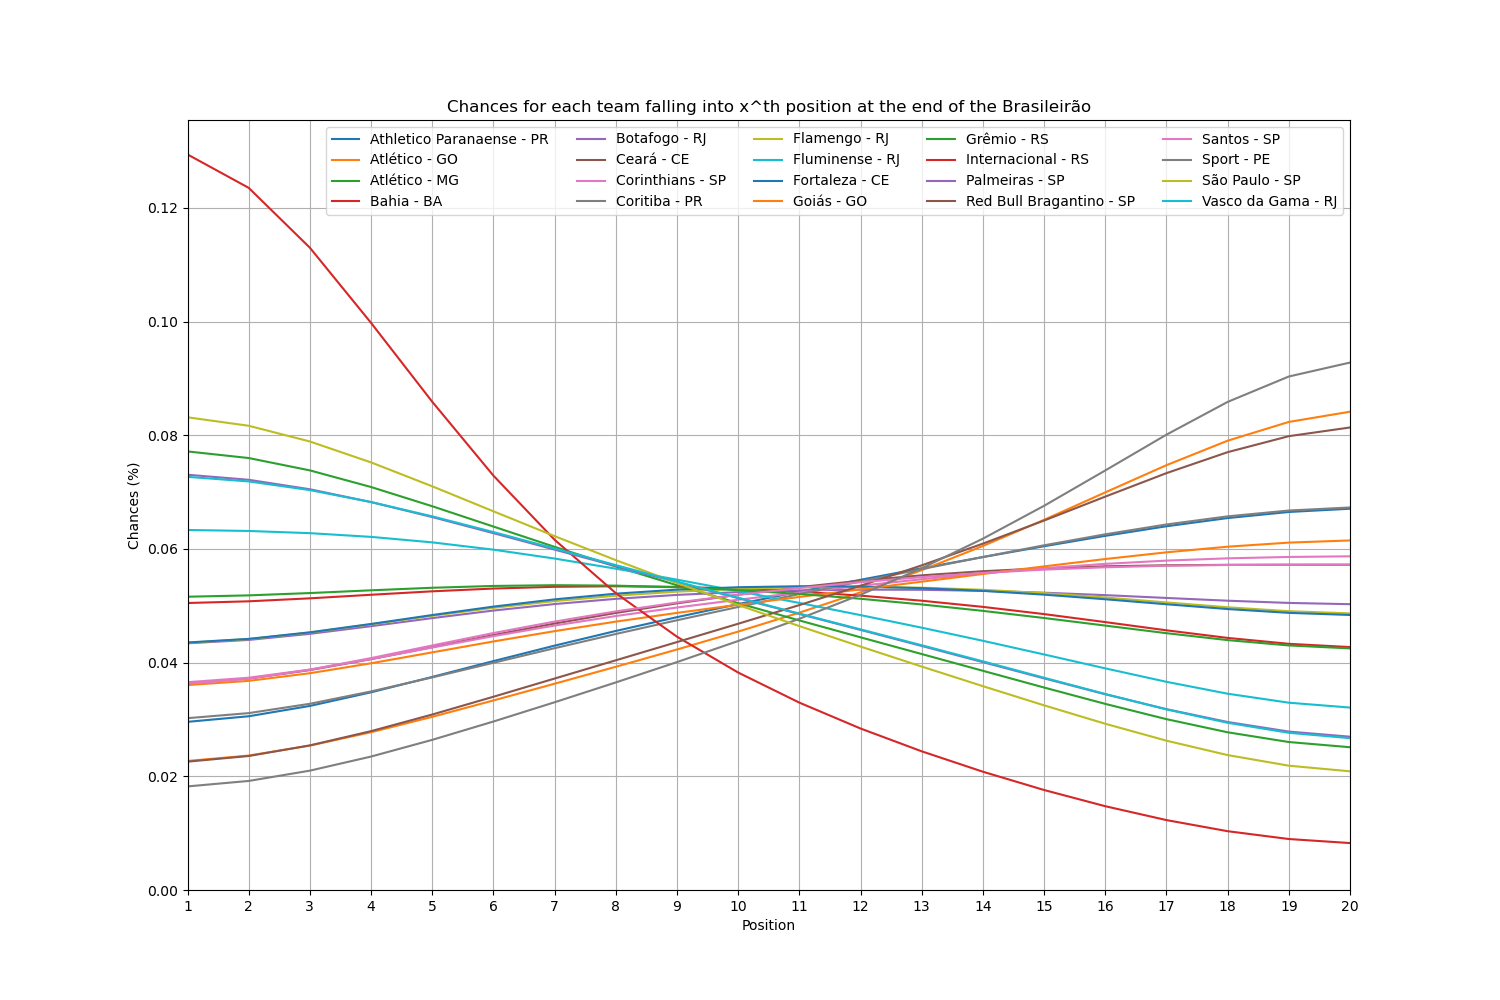 Chances for each team falling into x^th position at the end of the Brasileirão
Athletico Paranaense - PR
Atlético - GO
Atlético - MG
Bahia - BA
Botafogo - RJ
Ceará - CE
Corinthians - SP
Coritiba - PR
Flamengo - RJ
Fluminense - RJ
Fortaleza - CE
Goiás - GO
Grêmio - RS
Internacional - RS
Palmeiras - SP
Red Bull Bragantino - SP
Santos - SP
Sport - PE
São Paulo - SP
Vasco da Gama - RJ
Chances (%)
0.12
0.10
0.08
0.06
0.04
0.02
0.00
1 2 3 4 5 6 7 8 9 10 11 12 13 14 15 16 17 18 19 20
Position